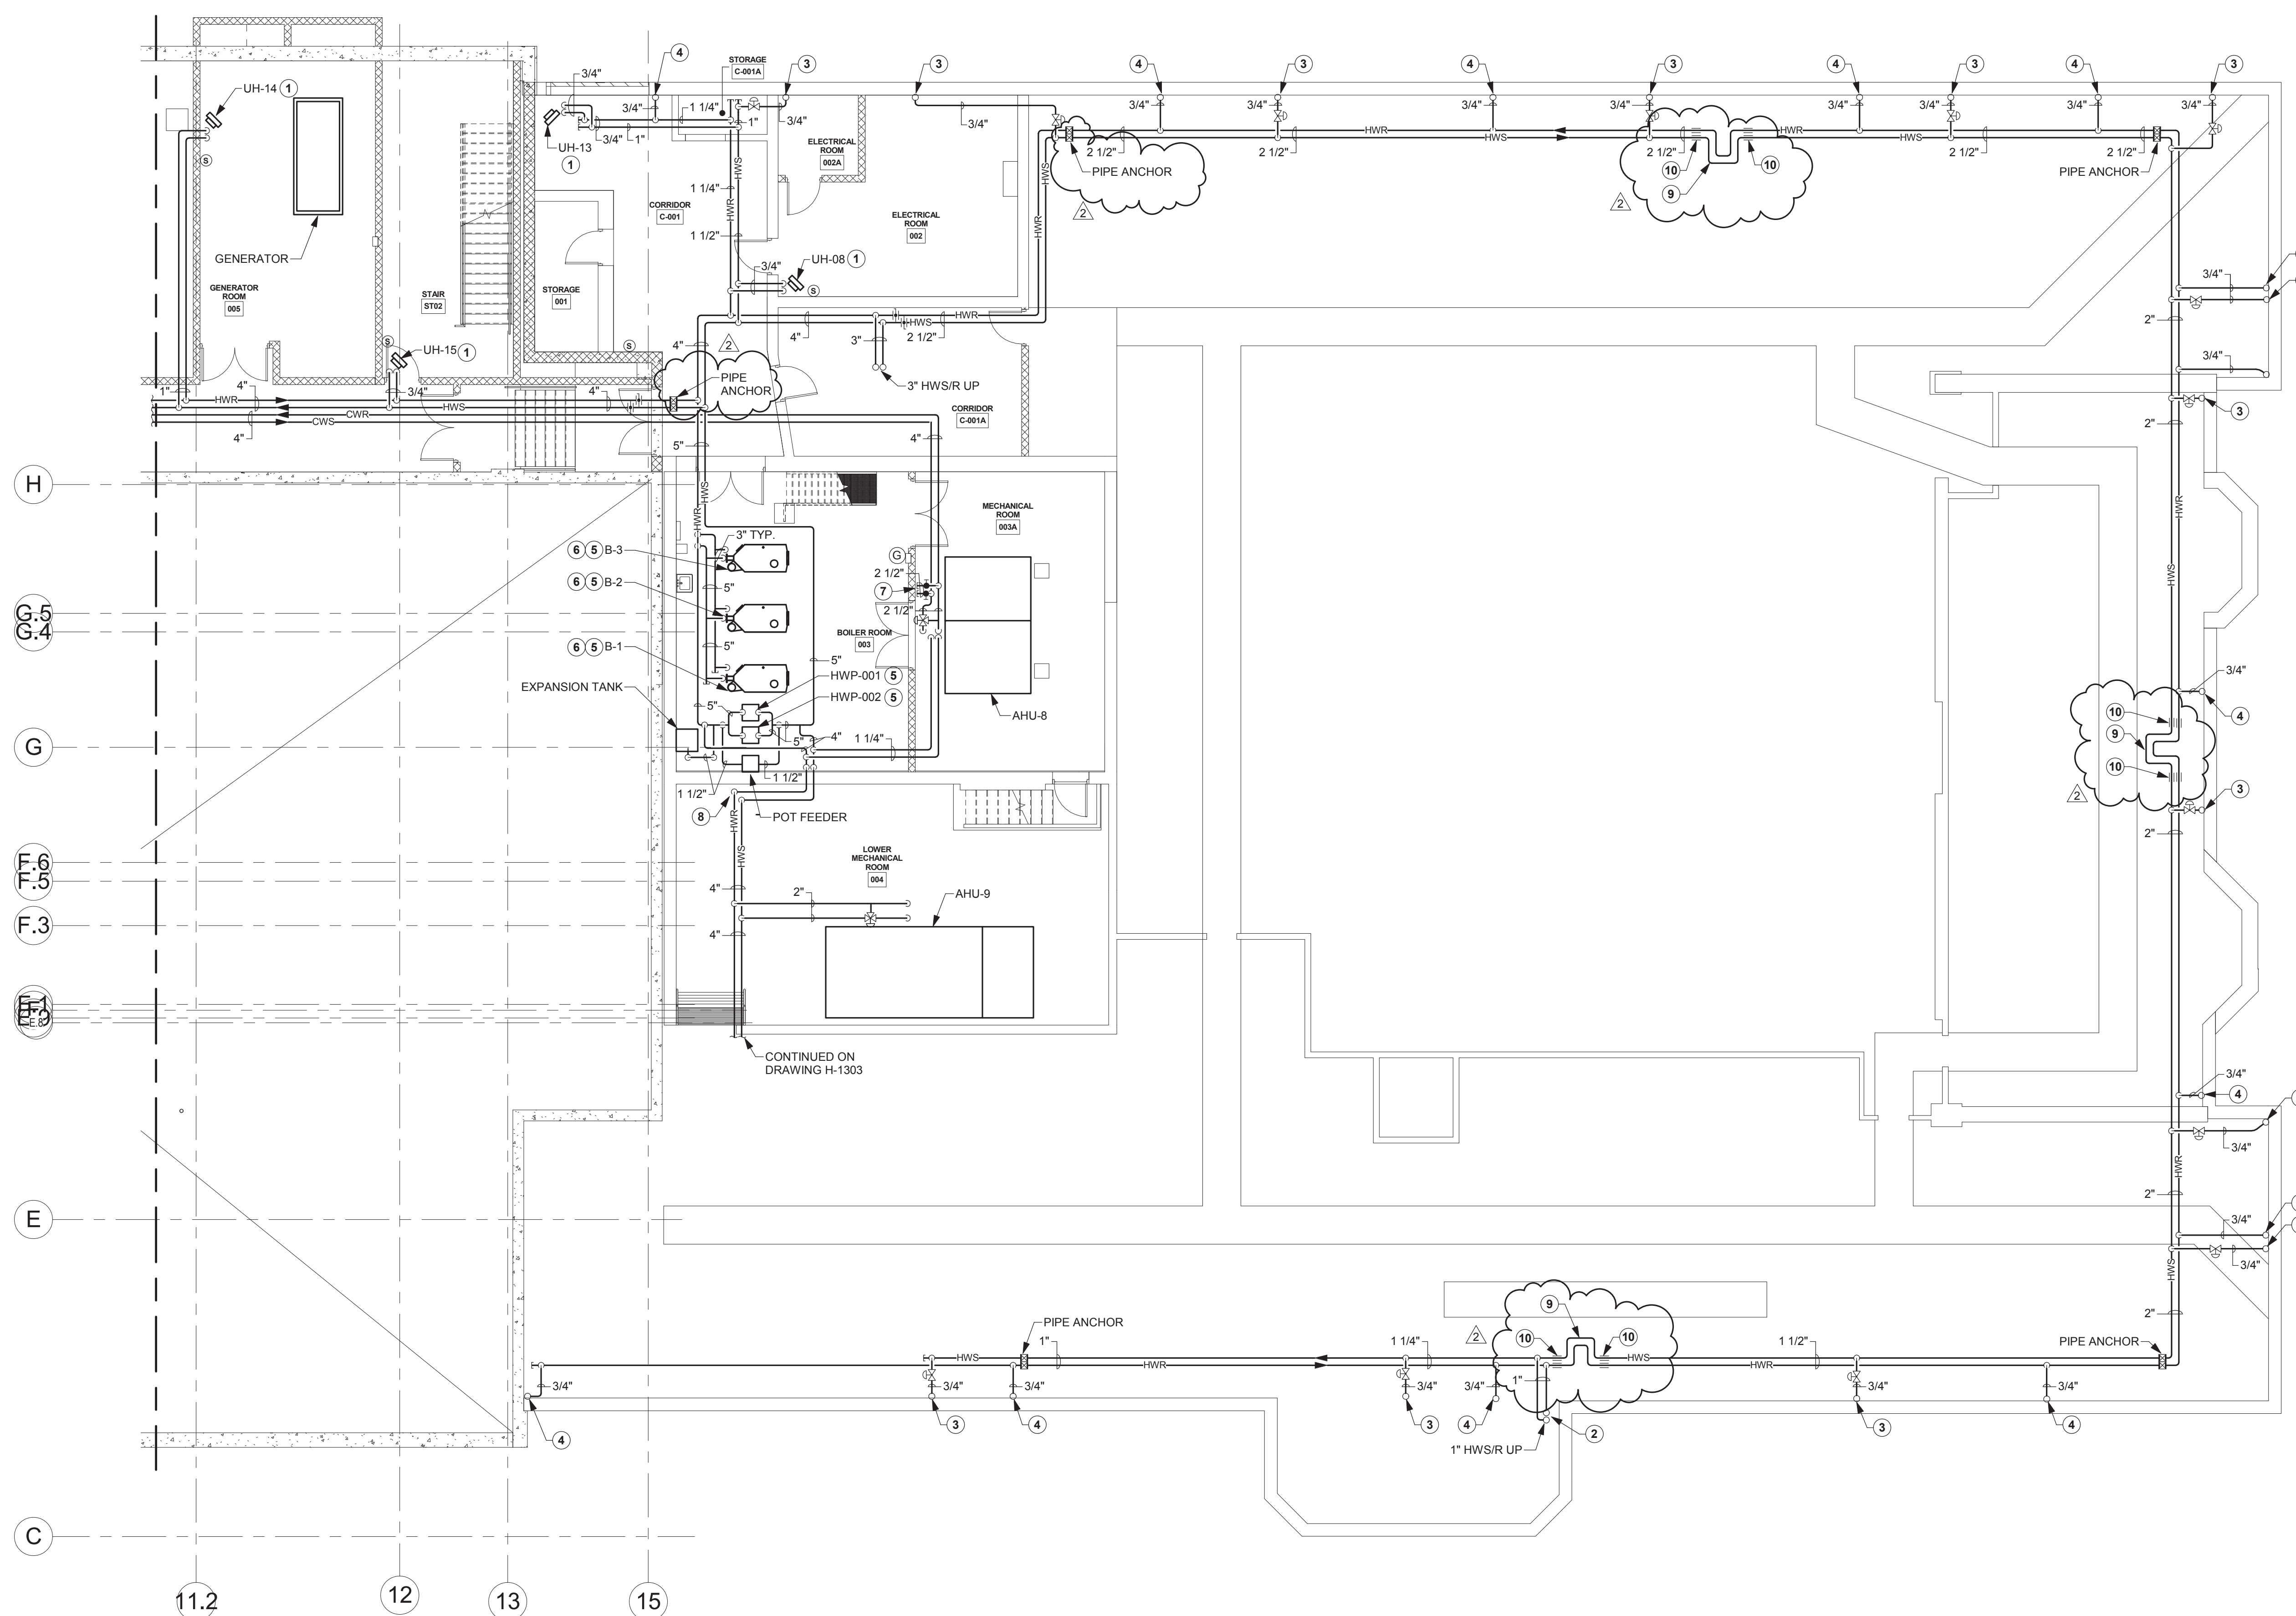 4
STORAGE
C-001A
3
3
4
3
4
3
4
3
4
3
3/4"
UH-14 1
3/4"
1 1/4"
1"
3/4"
3/4"
3/4"
3/4"
3/4"
3/4"
3/4"
3/4"
3/4"
3/4"
3/4"
3/4" 1"
UH-13
1
HWR
HWS
HWR
HWS
2 1/2"
2 1/2"
2 1/2"
2 1/2"
2 1/2"
2 1/2"
10
10
9
PIPE ANCHOR
PIPE ANCHOR
2
2
S
ELECTRICAL
ROOM
002A
HWS
HWS
1 1/4"
HWR
CORRIDOR
C-001
ELECTRICAL
ROOM
002
HWR
1 1/2"
GENERATOR
3/4"
UH-08 1
S
GENERATOR
ROOM
005
STAIR
ST02
STORAGE
001
3/4"
2"
HWR
HWS
4"
2 1/2"
3"
4"
2
S
S
UH-15 1
3/4"
PIPE
ANCHOR
3" HWS/R UP
1"
HWR
4"
3/4"
HWS
4"
CWR
CWS
4"
CORRIDOR
C-001A
3
2"
4"
5"
H
HWS
HWR
MECHANICAL
ROOM
003A
HWR
3" TYP.
6 5 B-3
G
2 1/2"
7
HWS
6 5 B-2
5"
2 1/2"
G.5
G.4
BOILER ROOM
003
6 5 B-1
5"
5"
HWP-001 5
HWP-002 5
EXPANSION TANK
3/4"
4
10
9
10
2
3
2"
5"
5"
4"
1 1/4"
AHU-8
G
1 1/2"
1 1/2"
8
POT FEEDER
HWR
HWS
LOWER
MECHANICAL
ROOM
004
F.6
F.5
4"
2"
AHU-9
F.3
4"
E.8
CONTINUED ON
DRAWING H-1303
3/4"
4
3/4"
HWR
2"
E
3/4"
3/4"
HWS
2"
9
PIPE ANCHOR
1"
1 1/4"
2
10
10
1 1/2"
PIPE ANCHOR
HWS
HWR
HWS
HWR
3/4"
3/4"
3/4"
3/4"
3/4"
1"
3/4"
3/4"
4
3
4
3
4
2
3
4
1" HWS/R UP
C
11.2
12
13
15